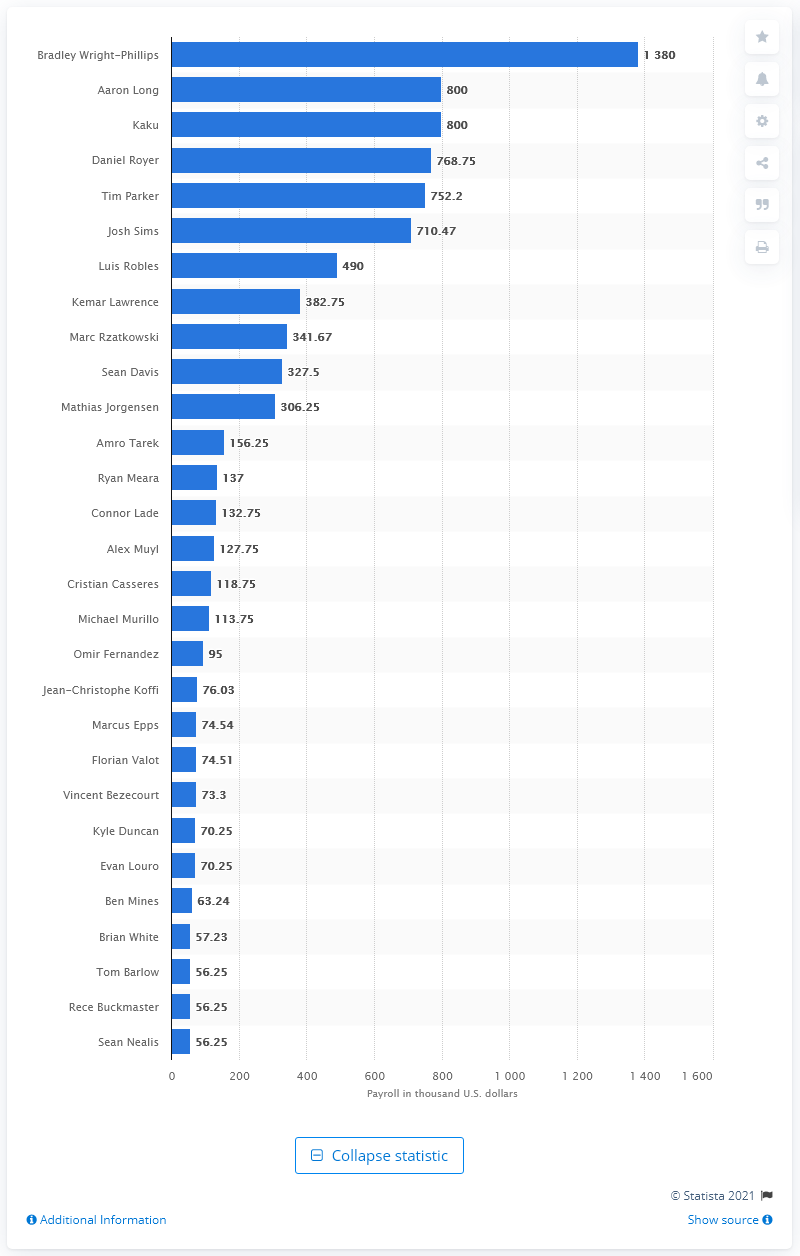 Bradley Wright-Phillips 1 380
Aaron Long 800
Kaku 800
Daniel Royer 768.75
Tim Parker 752.2
Josh Sims 710.47
Luis Robles 490
Kemar Lawrence 382.75
Marc Rzatkowski 341.67
Sean Davis 327.5
Mathias Jorgensen 306.25
Amro Tarek 156.25
Ryan Meara 137
Connor Lade 132.75
Alex Muyl 127.75
Cristian Casseres 118.75
Michael Murillo 113.75
Omir Fernandez 95
Jean-Christophe Koffi 76.03
Marcus Epps 74.54
Florian Valot 74.51
Vincent Bezecourt 73.3
Kyle Duncan 70.25
Evan Louro 70.25
Ben Mines 63.24
Brian White 57.23
Tom Barlow 56.25
Rece Buckmaster 56.25
Sean Nealis 56.25
0 200 400 600 800 1 000 1 200 1 400 1 600
Payroll in thousand U.S. dollars
Collapse statistic
© Statista 2021
Additional Information Show source